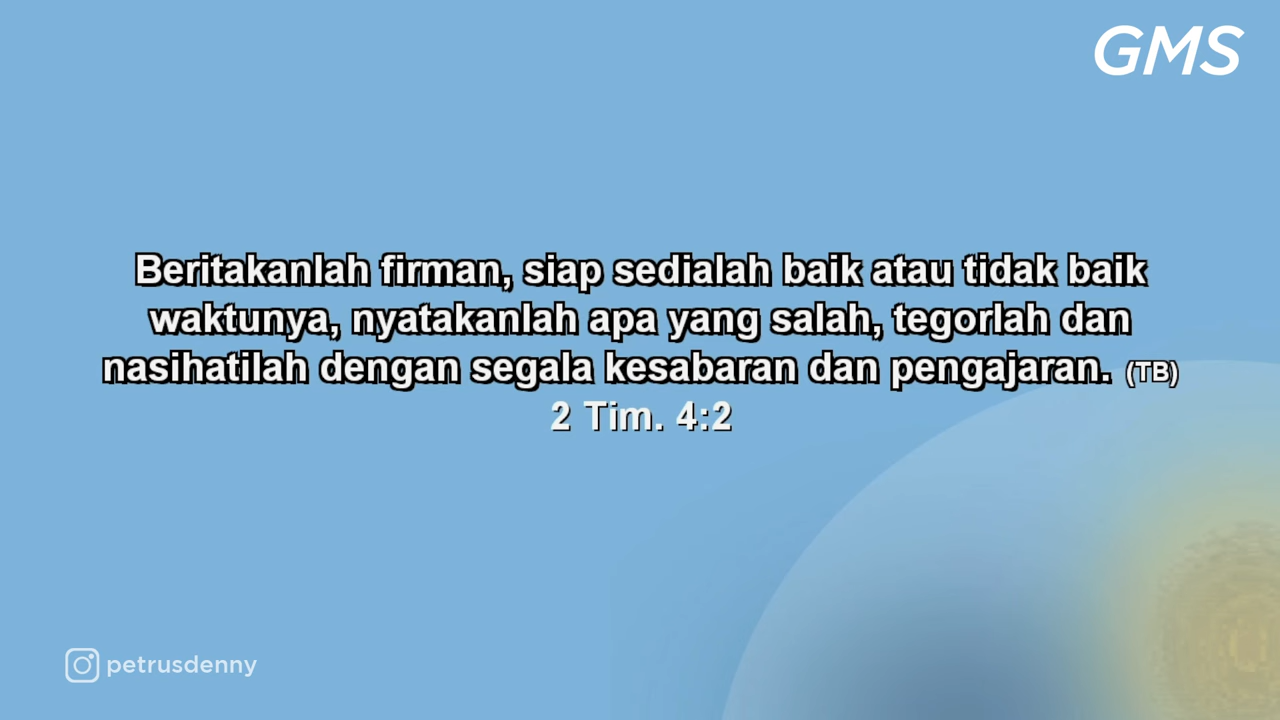 GMS
Beritakanlah firman, siap sedialah baik atau tidak baik
waktunya, nyatakanlah apa yang salah, tegorlah dan
nasihatilah dengan segala kesabaran dan pengajaran. (TB)
2 Tim. 4:2
petrusdenny